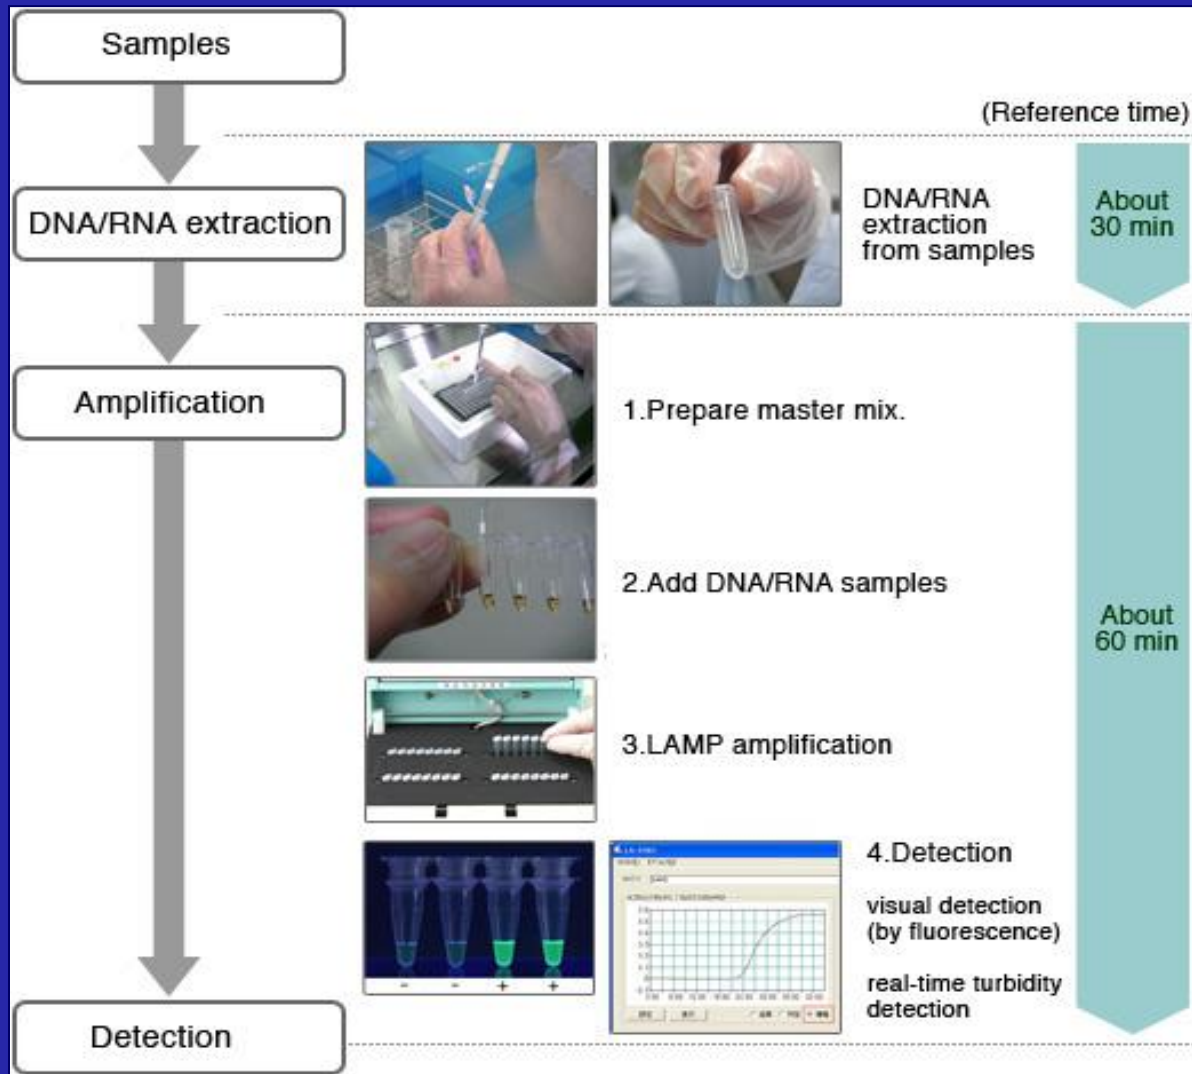 Samples
(Reference time)
DNA/RNA extraction
DNA/RNA
extraction
from samples
About
30 min
Amplification
1.Prepare master mix.
2.Add DNA/RNA samples
About
60 min
3.LAMP amplification
4.Detection
visual detection
(by fluorescence)
real-time turbidity
detection
- - + +
Detection